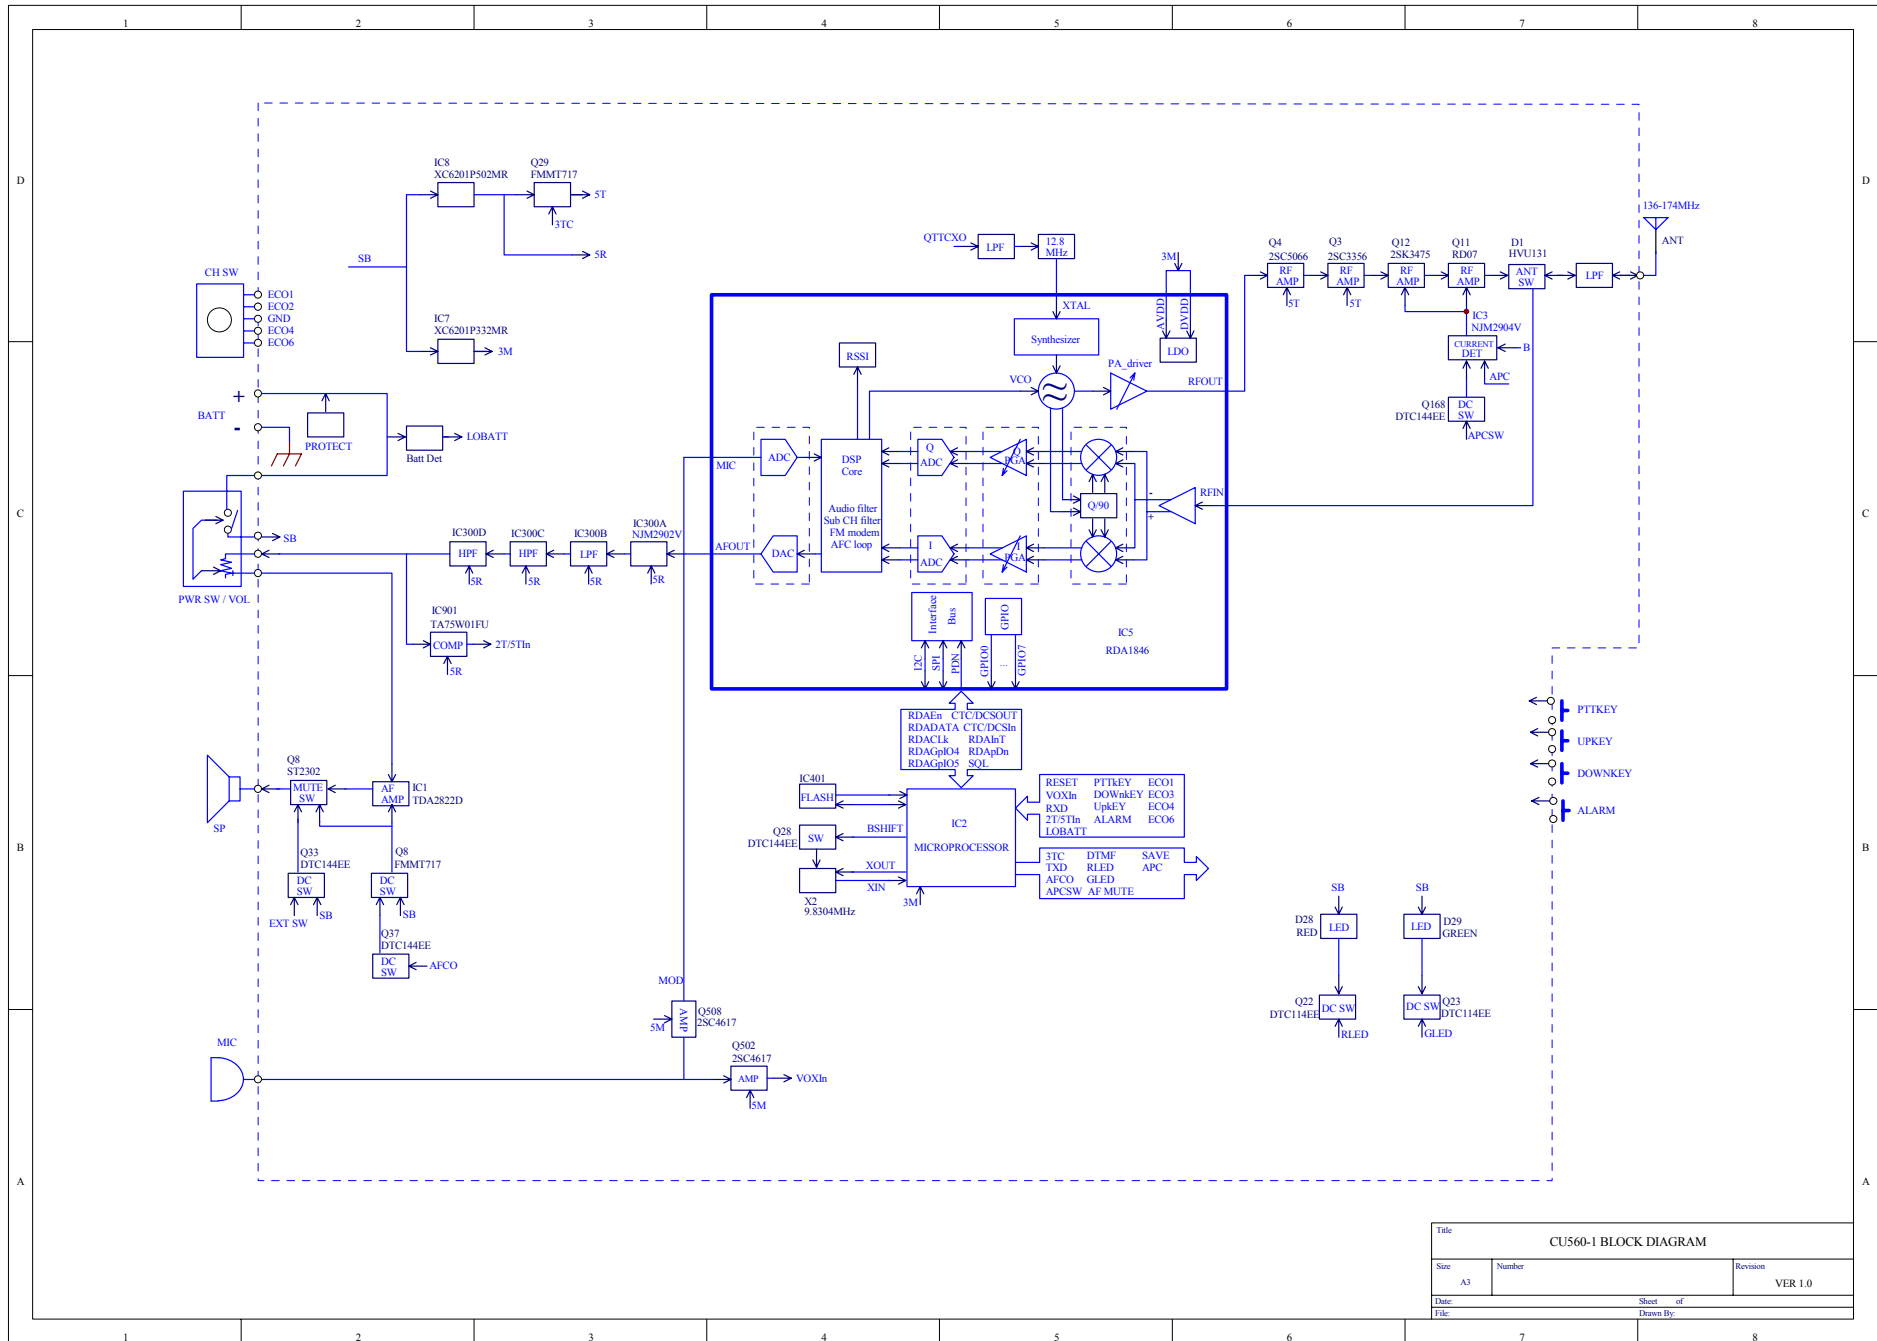 1 2 3 4 5 6 7 8
D
D
IC8
XC6201P502MR
Q29
FMMT717
5T
3TC
5R
SB
IC7
XC6201P332MR
3M
CH SW
ECO1
ECO2
GND
ECO4
ECO6
QTTCXO
LPF
12.8
MHz
XTAL
Synthesizer
3M
AVDD
DVDD
LDO
Q4
2SC5066
RF
AMP
5T
Q3
2SC3356
RF
AMP
5T
Q12
2SK3475
RF
AMP
Q11
RD07
RF
AMP
D1
HVU131
ANT
SW
LPF
136-174MHz
ANT
IC3
NJM2904V
CURRENT
DET
B
APC
Q168
DTC144EE
DC
SW
APCSW
RSSI
VCO
PA_driver
RFOUT
+
BATT
-
PROTECT
Batt Det
LOBATT
C
C
MIC
ADC
DSP
Core
Audio filter
Sub CH filter
FM modem
AFC loop
Q
ADC
Q
PGA
Q/90
-
+
RFIN
AFOUT
DAC
I
ADC
I
PGA
SB
PWR SW / VOL
IC300D
HPF
5R
IC300C
HPF
5R
IC300B
LPF
5R
IC300A
NJM2902V
5R
IC901
TA75W01FU
COMP
2T/5TIn
5R
Interface
Bus
GPIO
I2C
SPI
PDN
GPIO0
...
GPIO7
IC5
RDA1846
RDAEn CTC/DCSOUT
RDADATA CTC/DCSIn
RDACLk RDAInT
RDAGpIO4 RDApDn
RDAGpIO5 SQL
PTTKEY
UPKEY
DOWNKEY
ALARM
B
B
SP
Q8
ST2302
MUTE
SW
AF
AMP
IC1
TDA2822D
Q33
DTC144EE
DC
SW
EXT SW
SB
Q8
FMMT717
DC
SW
SB
Q37
DTC144EE
DC
SW
AFCO
IC401
FLASH
Q28
DTC144EE
SW
BSHIFT
XOUT
XIN
X2
9.8304MHz
3M
IC2
MICROPROCESSOR
RESET PTTkEY ECO1
VOXIn DOWnkEY ECO3
RXD UpkEY ECO4
2T/5TIn ALARM ECO6
LOBATT
3TC DTMF SAVE
TXD RLED APC
AFCO GLED
APCSW AF MUTE
SB
D28
RED
LED
Q22
DTC114EE
DC SW
RLED
SB
D29
GREEN
LED
Q23
DTC114EE
DC SW
GLED
MOD
AMP
Q508
2SC4617
5M
MIC
Q502
2SC4617
AMP
VOXIn
5M
A
A
Title
CU560-1 BLOCK DIAGRAM
Size
A3
Number
Revision
VER 1.0
Date: Sheet of
File: Drawn By:
1 2 3 4 5 6 7 8